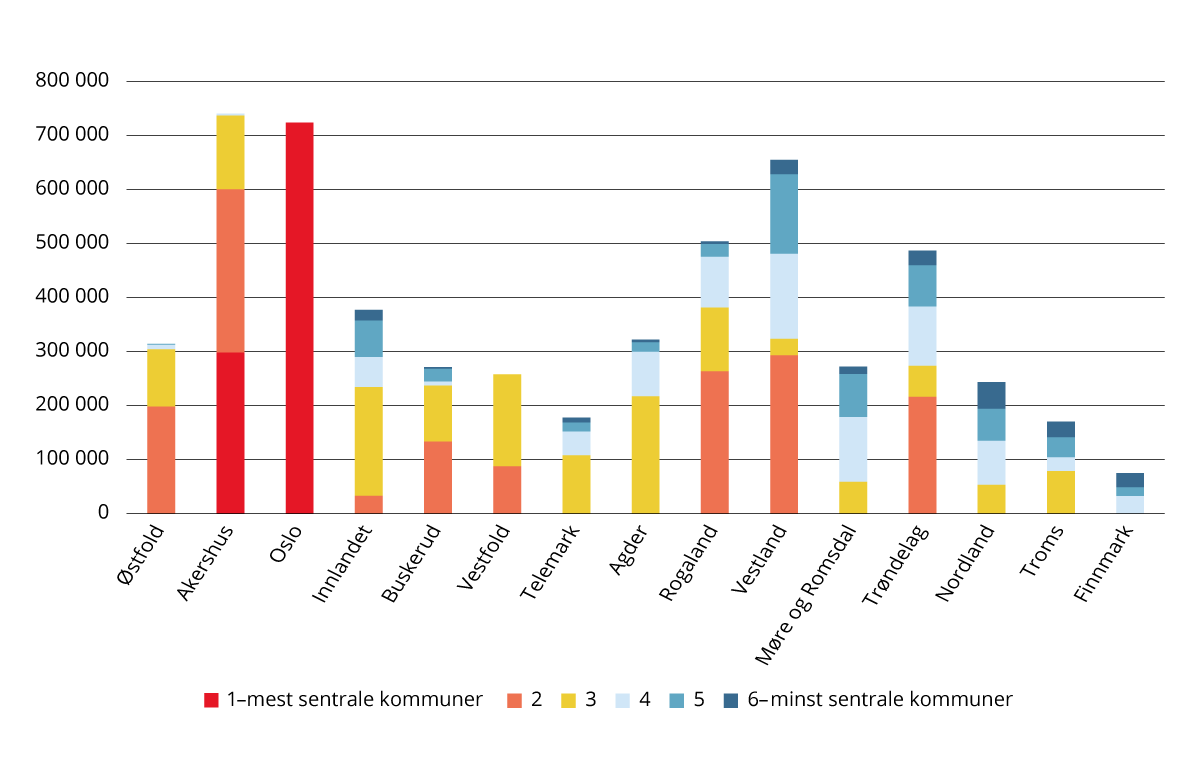 800 000
700 000
600 000
500 000
400 000
300 000
200 000
100 000
0
Østfold
Akershus
Oslo
Innlandet
Buskerud
Vestfold
Telemark
Agder
Rogaland
Vestland
Møre og Romsdal
Trøndelag
Nordland
Troms
Finnmark
1–mest sentrale kommuner 2 3 4 5 6–minst sentrale kommuner